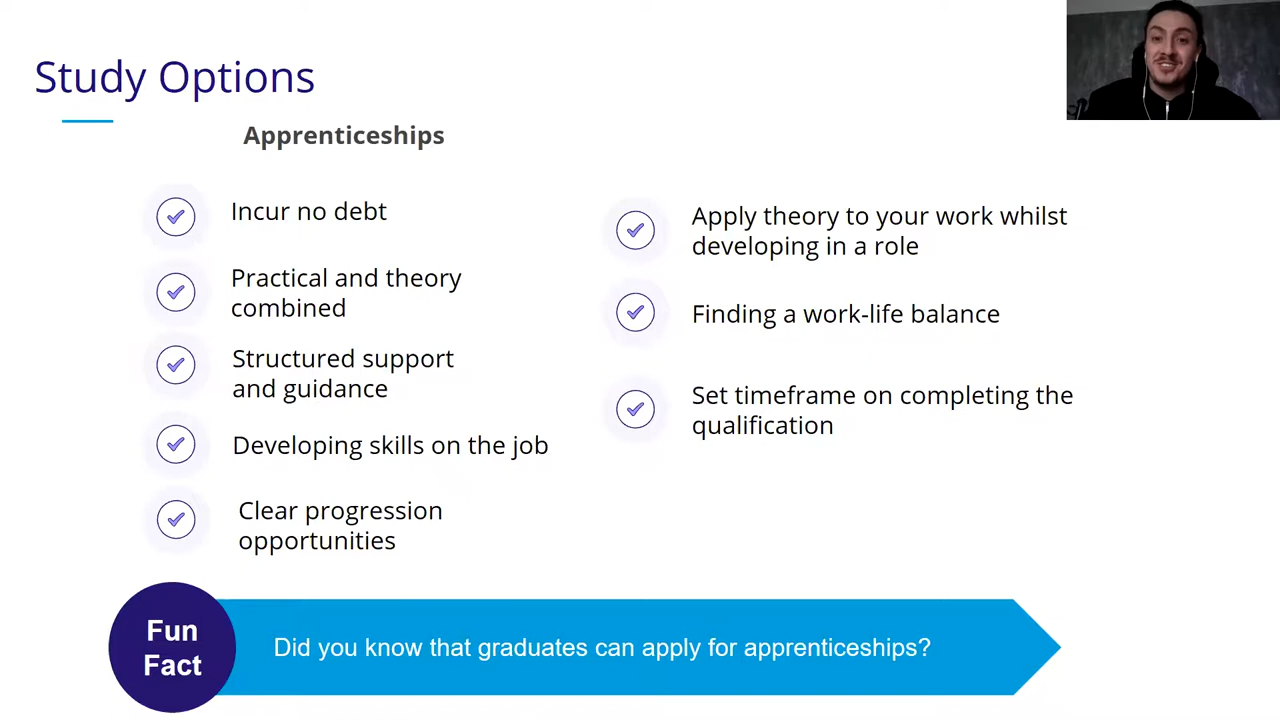 Study Options
Apprenticeships
Incur no debt
Practical and theory
combined
Structured support
and guidance
Developing skills on the job
Clear progression
opportunities
Apply theory to your work whilst
developing in a role
Finding a work-life balance
Set timeframe on completing the
qualification
Fun
Fact
Did you know that graduates can apply for apprenticeships?